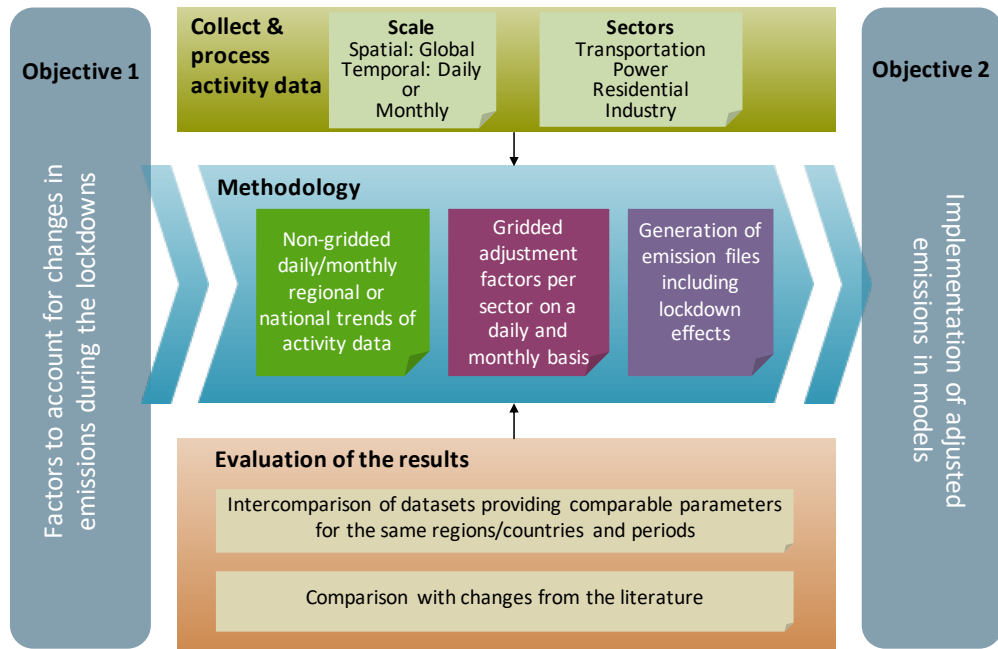 Objective 1
Factors to account for changes in
emissions during the lockdowns
Collect &
process
activity data
Scale
Spatial: Global
Temporal: Daily
or
Monthly
Sectors
Transportation
Power
Residential
Industry
Methodology
Non-gridded
daily/monthly
regional or
national trends of
activity data
Gridded
adjustment
factors per
sector on a
daily and
monthly basis
Generation of
emission files
including
lockdown
effects
Evaluation of the results
Intercomparison of datasets providing comparable parameters
for the same regions/countries and periods
Comparison with changes from the literature
Objective 2
Implementation of adjusted
emissions in models